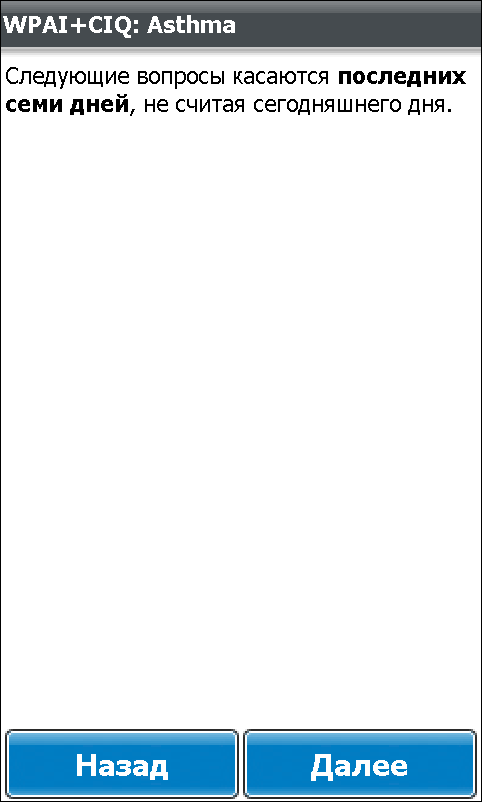 WPAI+CIQ: Asthma
Следующие вопросы касаются последних
семи дней, не считая сегодняшнего дня.
Назад
Далее